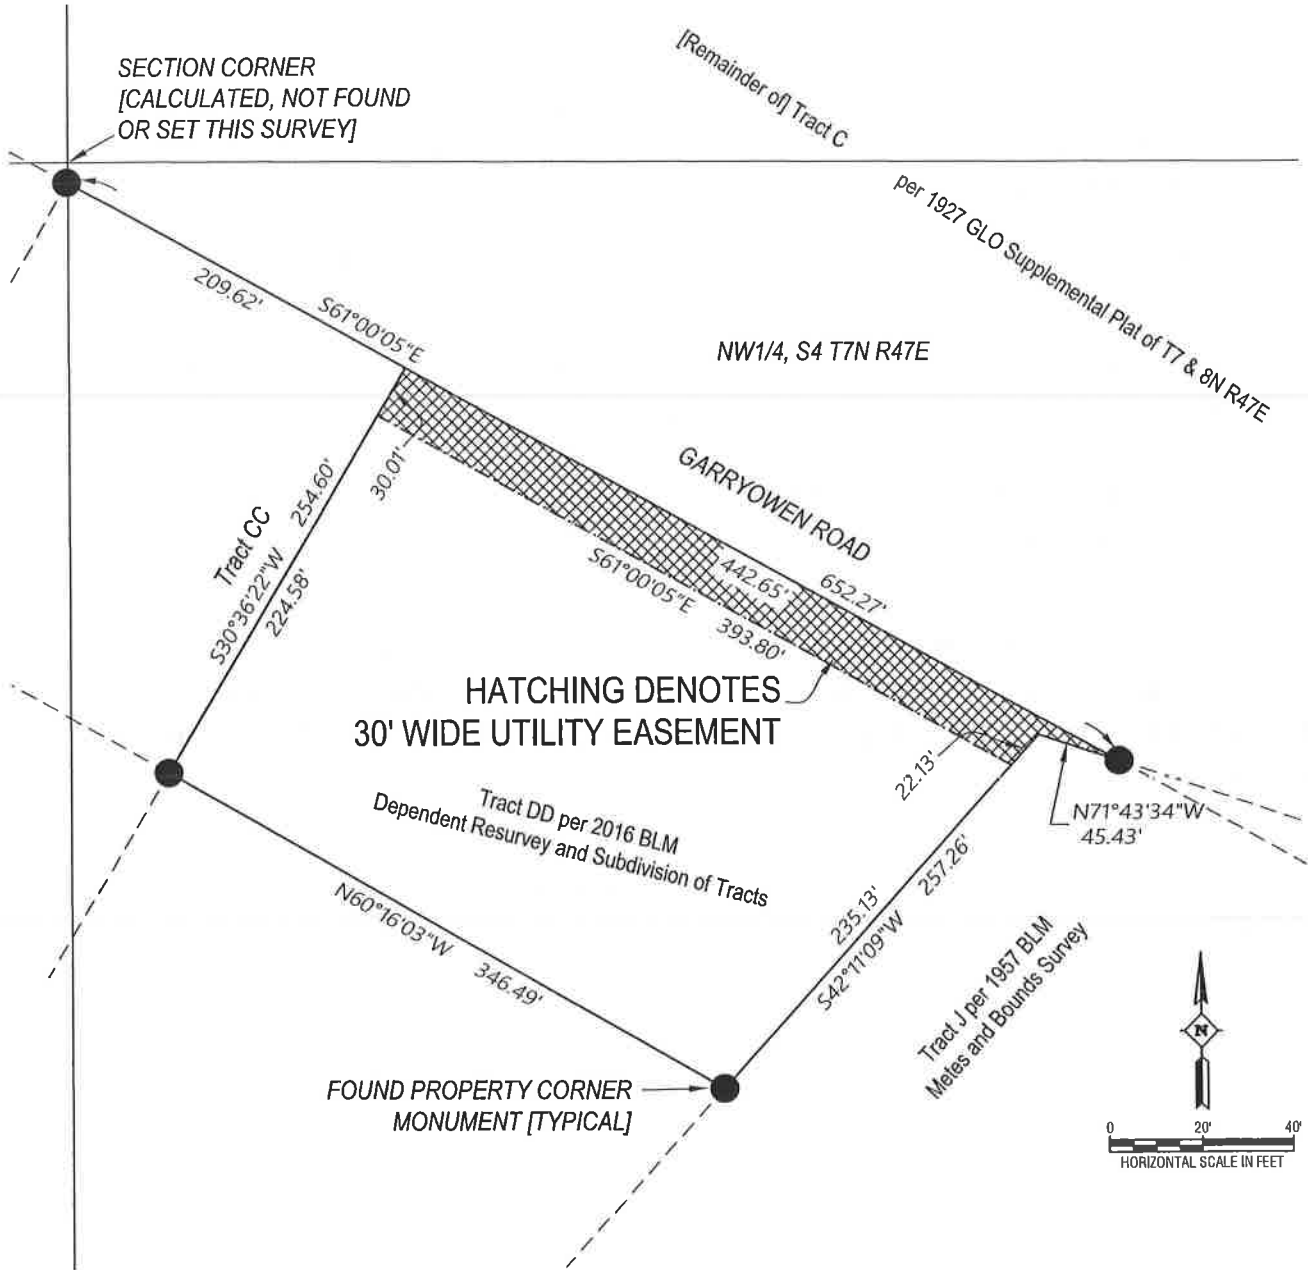 SECTION CORNER
[CALCULATED, NOT FOUND
OR SET THIS SURVEY]
[Remainder of] Tract C
per 1927 GLO Supplemental Plat of T7 & 8N R47E
209.62'
S61°00'05"E
NW1/4, S4 T7N R47E
GARRYOWEN ROAD
30.01'
Tract CC
S30°36'22"W 254.60'
224.58'
442.65'
652.27'
S61°00'05"E
393.80'
HATCHING DENOTES
30' WIDE UTILITY EASEMENT
22.13'
N71°43'34"W
45.43'
Tract DD per 2016 BLM
Dependent Resurvey and Subdivision of Tracts
N60°16'03"W 346.49'
235.13'
S42°11'09"W 257.26'
Tract J per 1957 BLM
Metes and Bounds Survey
FOUND PROPERTY CORNER
MONUMENT [TYPICAL]
N
0 20' 40'
HORIZONTAL SCALE IN FEET